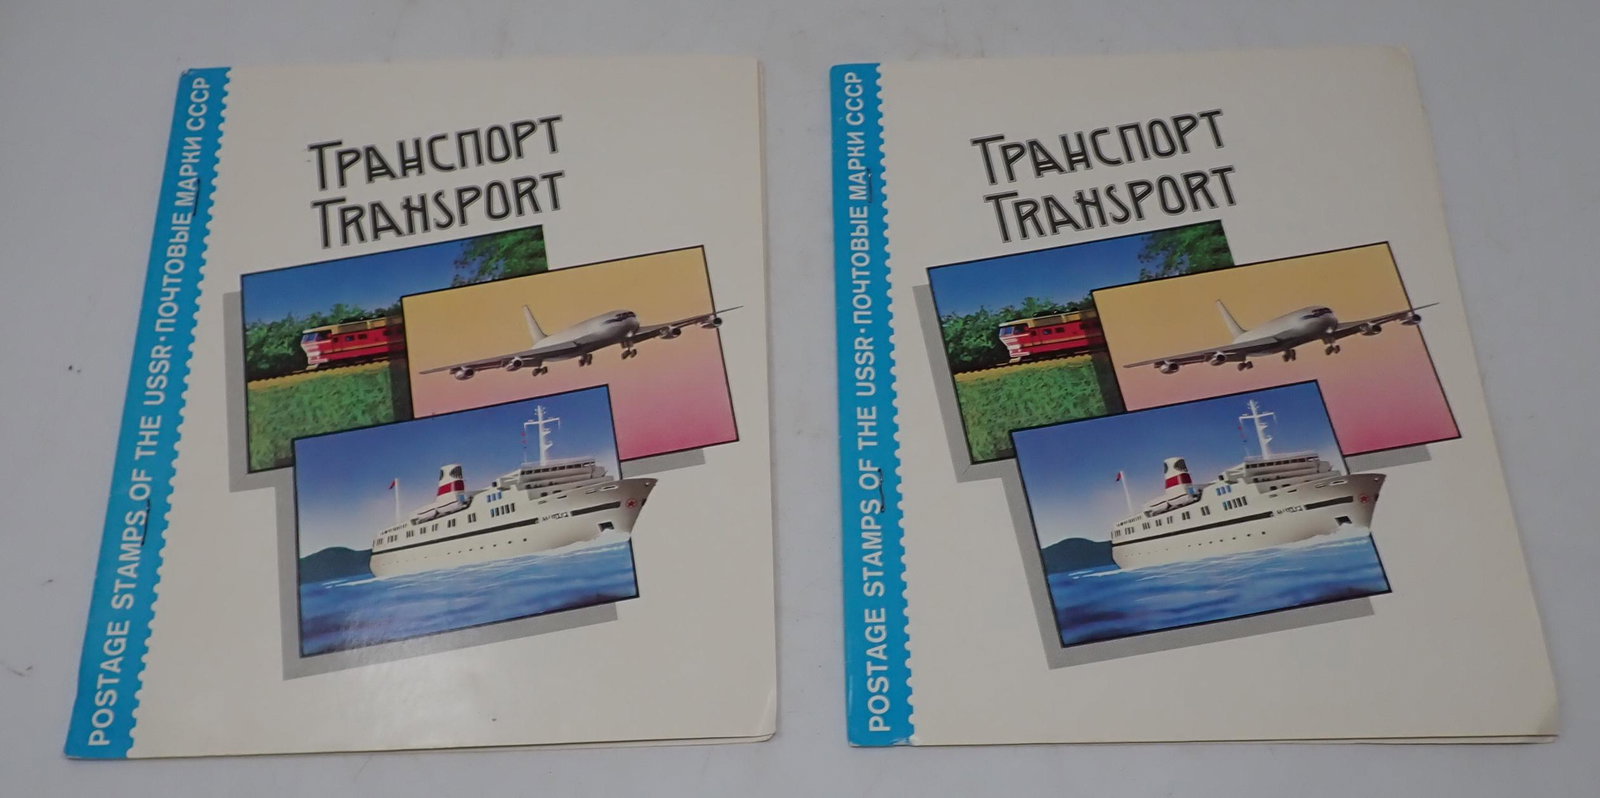 POSTAGE STAMPS OF THE USSR · ПОЧТОВЫЕ МАРКИ СССР
ТРАНСПОРТ
TRANSPORT
POSTAGE STAMPS OF THE USSR · ПОЧТОВЫЕ МАРКИ СССР
ТРАНСПОРТ
TRANSPORT